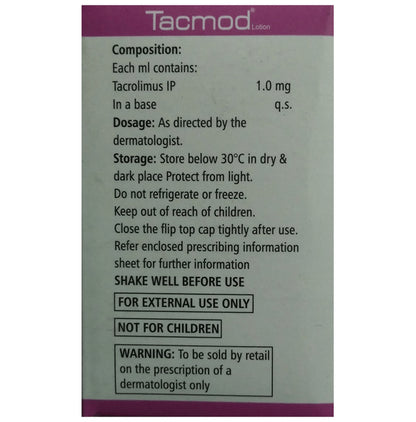 Tacmod® Lotion
Composition:
Each ml contains:
Tacrolimus IP 1.0 mg
In a base q.s.
Dosage: As directed by the
dermatologist.
Storage: Store below 30°C in dry &
dark place Protect from light.
Do not refrigerate or freeze.
Keep out of reach of children.
Close the flip top cap tightly after use.
Refer enclosed prescribing information
sheet for further information
SHAKE WELL BEFORE USE
FOR EXTERNAL USE ONLY
NOT FOR CHILDREN
WARNING: To be sold by retail
on the prescription of a
dermatologist only